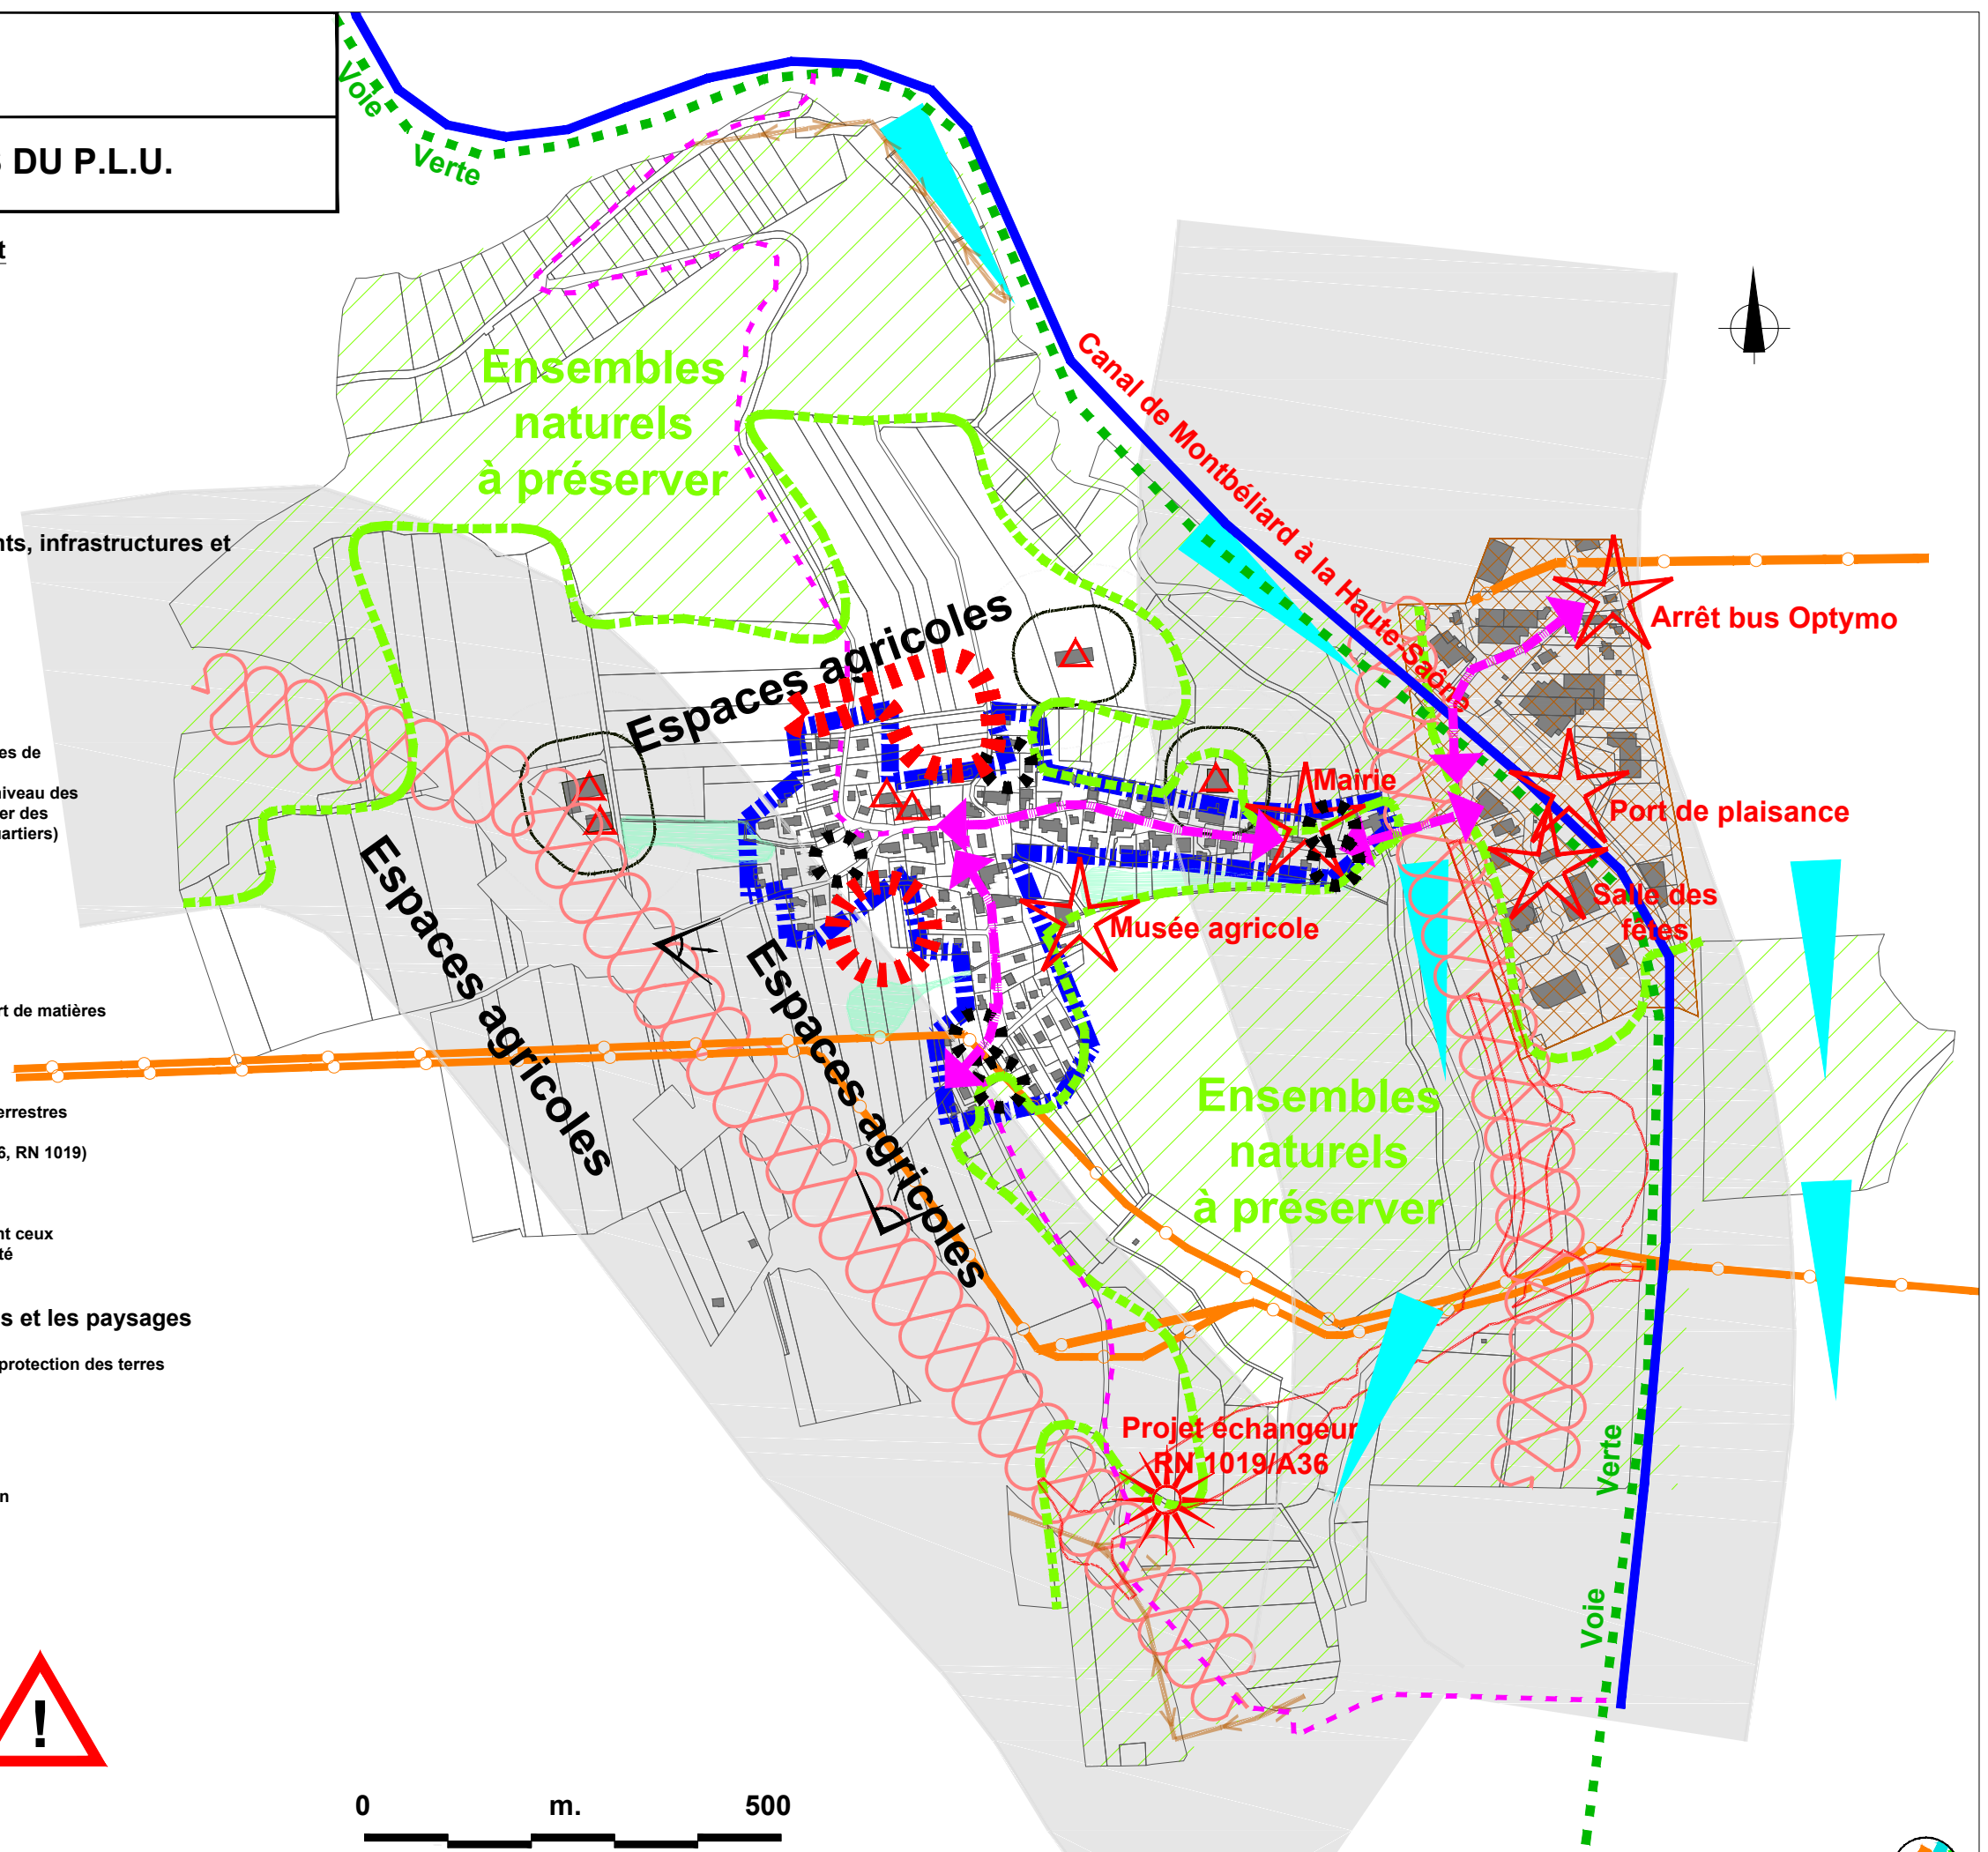 DU P.L.U.
nts, infrastructures et
es de
niveau des
er des
uartiers)
rt de matières
errestres
6, RN 1019)
nt ceux
té
s et les paysages
protection des terres
n
!
0 m. 500
Voie
Verte
Ensembles
naturels
à préserver
Canal de Montbéliard à la Haute-Saône
Arrêt bus Optymo
Espaces agricoles
Mairie
Port de plaisance
Salle des
fêtes
Musée agricole
Espaces agricoles
Espaces agricoles
Ensembles
naturels
à préserver
Projet échangeur
RN 1019/A36
Verte
Voie